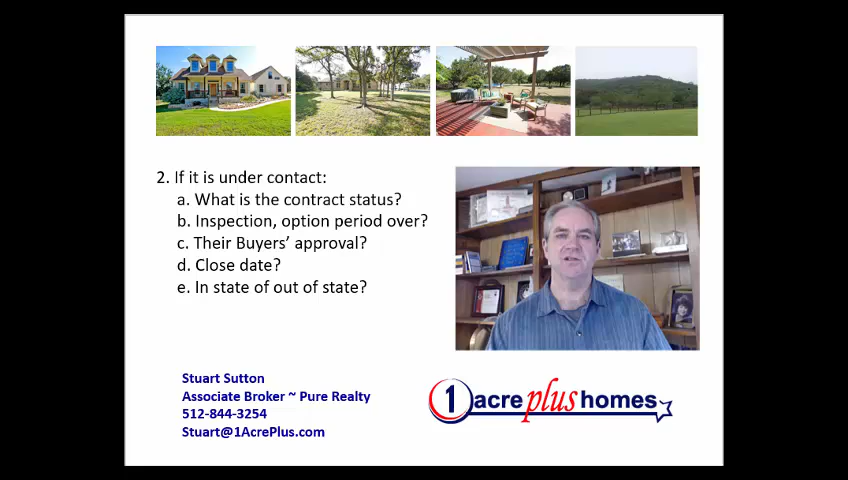 2. If it is under contact:
a. What is the contract status?
b. Inspection, option period over?
c. Their Buyers’ approval?
d. Close date?
e. In state of out of state?
Stuart Sutton
Associate Broker ~ Pure Realty
512-844-3254
Stuart@1AcrePlus.com
1 acre plus homes